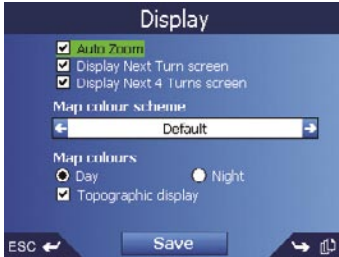 Display
Auto Zoom
Display Next Turn screen
Display Next 4 Turns screen
Map colour scheme
Default
Map colours
Day Night
Topographic display
ESC Save